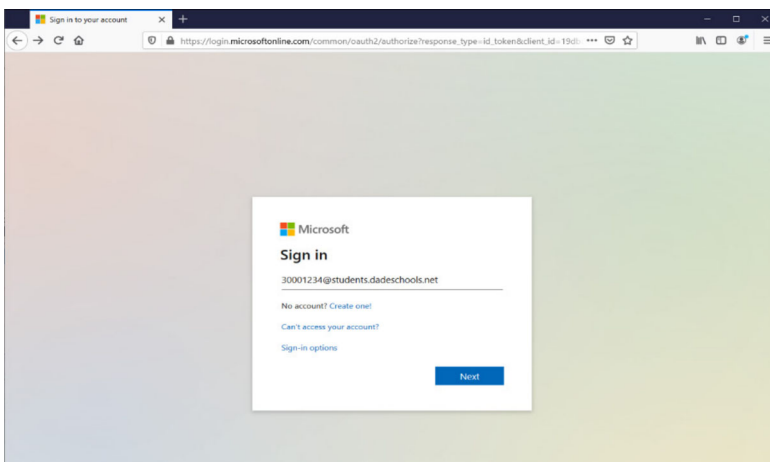 Sign in to your account
https://login.microsoftonline.com/common/oauth2/authorize?response_type=id_token&client_id=19db
Microsoft
Sign in
30001234@students.dadeschools.net
No account? Create one!
Can't access your account?
Sign-in options
Next